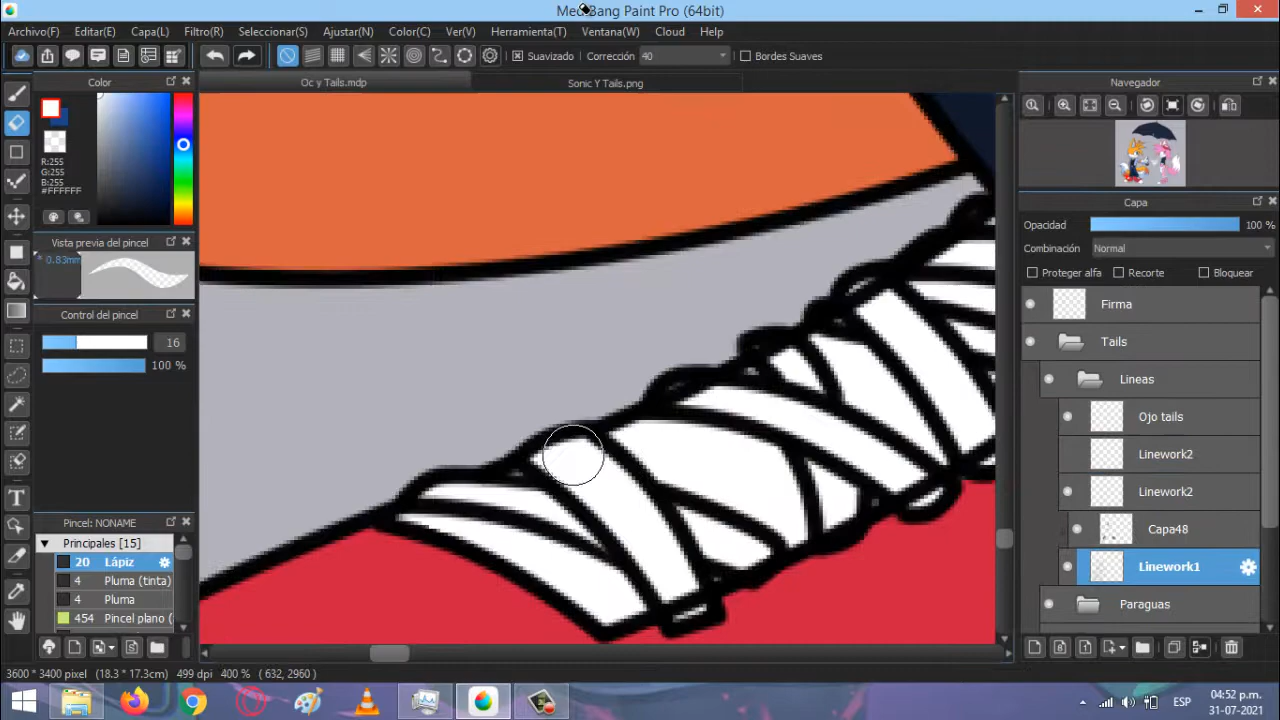 MediBang Paint Pro (64bit)
Archivo(F) Editar(E) Capa(L) Filtro(R) Seleccionar(S) Ajustar(N) Color(C) Ver(V) Herramienta(T) Ventana(W) Cloud Help
Suavizado Corrección 40 Bordes Suaves
Color
Oc y Tails.mdp
Sonic Y Tails.png
Navegador
R:255
G:255
B:255
#FFFFFF
Capa
Opacidad 100 %
Vista previa del pincel
Combinación Normal
* 0.83mm
Proteger alfa Recorte Bloquear
Firma
Control del pincel
16
Tails
100 %
Lineas
Ojo tails
Linework2
Linework2
Pincel: NONAME
Capa48
Principales [15]
20 Lápiz
Linework1
4 Pluma (tinta)
4 Pluma
Paraguas
454 Pincel plano (
3600 * 3400 pixel (18.3 * 17.3cm) 499 dpi 400 % ( 632, 2960 )
ESP
04:52 p.m.
31-07-2021